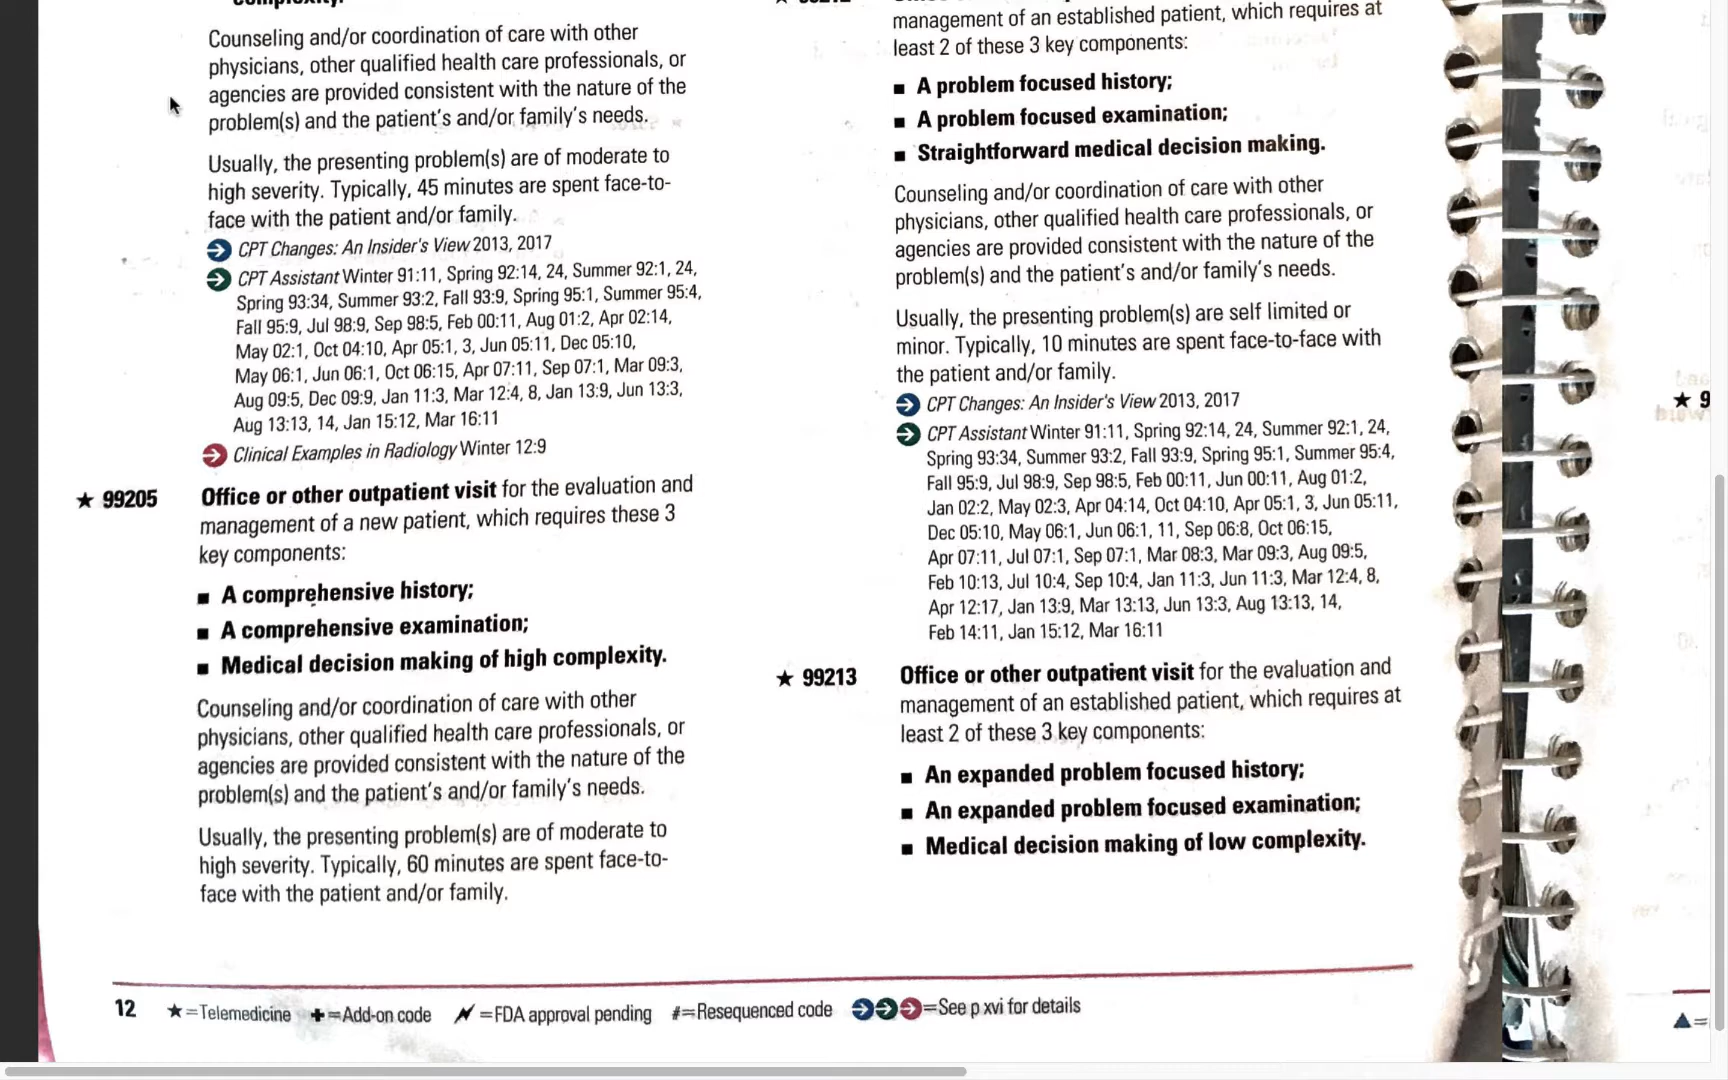 Counseling and/or coordination of care with other
physicians, other qualified health care professionals, or
agencies are provided consistent with the nature of the
problem(s) and the patient's and/or family's needs.
Usually, the presenting problem(s) are of moderate to
high severity. Typically, 45 minutes are spent face-to-
face with the patient and/or family.
CPT Changes: An Insider's View 2013, 2017
CPT Assistant Winter 91:11, Spring 92:14, 24, Summer 92:1, 24,
Spring 93:34, Summer 93:2, Fall 93:9, Spring 95:1, Summer 95:4,
Fall 95:9, Jul 98:9, Sep 98:5, Feb 00:11, Aug 01:2, Apr 02:14,
May 02:1, Oct 04:10, Apr 05:1, 3, Jun 05:11, Dec 05:10,
May 06:1, Jun 06:1, Oct 06:15, Apr 07:11, Sep 07:1, Mar 09:3,
Aug 09:5, Dec 09:9, Jan 11:3, Mar 12:4, 8, Jan 13:9, Jun 13:3,
Aug 13:13, 14, Jan 15:12, Mar 16:11
Clinical Examples in Radiology Winter 12:9
★ 99205 Office or other outpatient visit for the evaluation and
management of a new patient, which requires these 3
key components:
■ A comprehensive history;
■ A comprehensive examination;
■ Medical decision making of high complexity.
Counseling and/or coordination of care with other
physicians, other qualified health care professionals, or
agencies are provided consistent with the nature of the
problem(s) and the patient's and/or family's needs.
Usually, the presenting problem(s) are of moderate to
high severity. Typically, 60 minutes are spent face-to-
face with the patient and/or family.
management of an established patient, which requires at
least 2 of these 3 key components:
■ A problem focused history;
■ A problem focused examination;
■ Straightforward medical decision making.
Counseling and/or coordination of care with other
physicians, other qualified health care professionals, or
agencies are provided consistent with the nature of the
problem(s) and the patient's and/or family's needs.
Usually, the presenting problem(s) are self limited or
minor. Typically, 10 minutes are spent face-to-face with
the patient and/or family.
CPT Changes: An Insider's View 2013, 2017
CPT Assistant Winter 91:11, Spring 92:14, 24, Summer 92:1, 24,
Spring 93:34, Summer 93:2, Fall 93:9, Spring 95:1, Summer 95:4,
Fall 95:9, Jul 98:9, Sep 98:5, Feb 00:11, Jun 00:11, Aug 01:2,
Jan 02:2, May 02:3, Apr 04:14, Oct 04:10, Apr 05:1, 3, Jun 05:11,
Dec 05:10, May 06:1, Jun 06:1, 11, Sep 06:8, Oct 06:15,
Apr 07:11, Jul 07:1, Sep 07:1, Mar 08:3, Mar 09:3, Aug 09:5,
Feb 10:13, Jul 10:4, Sep 10:4, Jan 11:3, Jun 11:3, Mar 12:4, 8,
Apr 12:17, Jan 13:9, Mar 13:13, Jun 13:3, Aug 13:13, 14,
Feb 14:11, Jan 15:12, Mar 16:11
★ 99213 Office or other outpatient visit for the evaluation and
management of an established patient, which requires at
least 2 of these 3 key components:
■ An expanded problem focused history;
■ An expanded problem focused examination;
■ Medical decision making of low complexity.
★ 9
12 ★=Telemedicine ✚=Add-on code =FDA approval pending #=Resequenced code =See p xvi for details
▲=